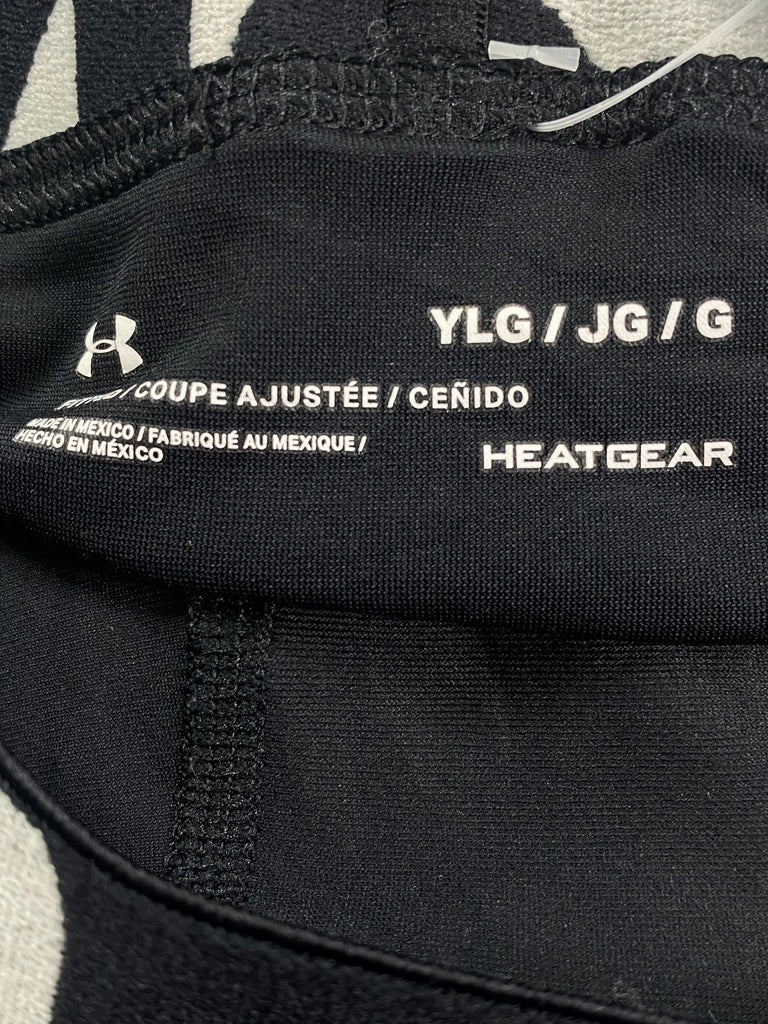 YLG / JG / G
/ COUPE AJUSTÉE / CEÑIDO
MADE IN MEXICO / FABRIQUÉ AU MEXIQUE /
HECHO EN MÉXICO
HEATGEAR